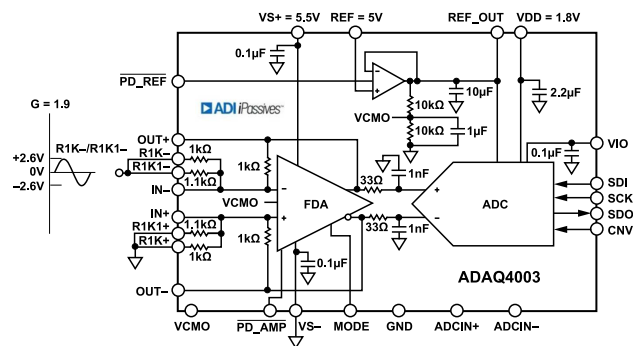 VS+ = 5.5V REF = 5V REF_OUT VDD = 1.8V
0.1µF
PD_REF
10µF
2.2µF
ADI iPassives™
10kΩ
VCMO
10kΩ
1µF
G = 1.9
R1K–/R1K1–
+2.6V
0V
–2.6V
OUT+
1kΩ
R1K–
R1K1–
1.1kΩ
IN–
1kΩ
VCMO
FDA
33Ω
1nF
ADC
0.1µF
VIO
SDI
SCK
SDO
CNV
IN+
1.1kΩ
R1K1+
R1K+
1kΩ
1kΩ
33Ω
1nF
0.1µF
OUT–
ADAQ4003
VCMO PD_AMP VS– MODE GND ADCIN+ ADCIN–